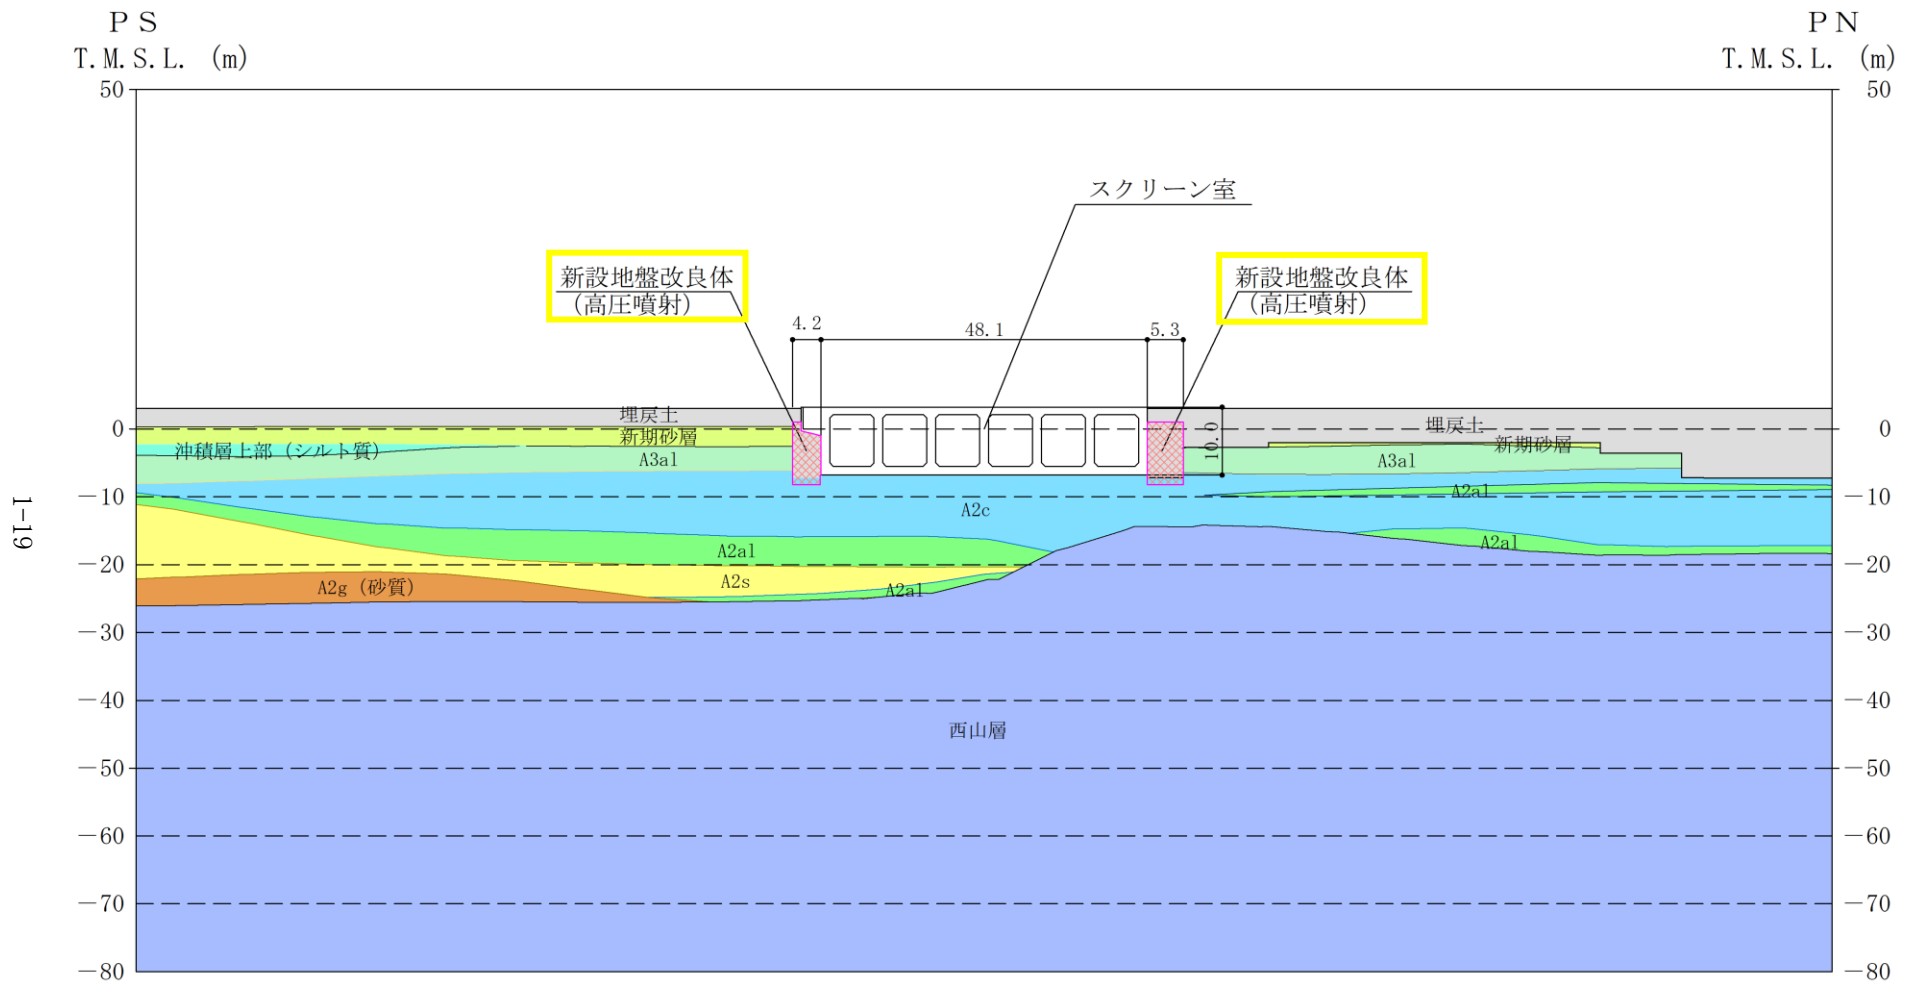 PS
PN
T.M.S.L. (m)
T.M.S.L. (m)
50
50
スクリーン室
新設地盤改良体
(高圧噴射)
新設地盤改良体
(高圧噴射)
4.2
48.1
5.3
10.0
埋戻土
埋戻土
0
0
新期砂層
新期砂層
沖積層上部(シルト質)
A3al
A3al
-10
-10
A2c
A2al
A2al
A2al
-20
-20
A2s
A2g(砂質)
A2al
-30
-30
-40
-40
西山層
-50
-50
-60
-60
-70
-70
-80
-80
1-19